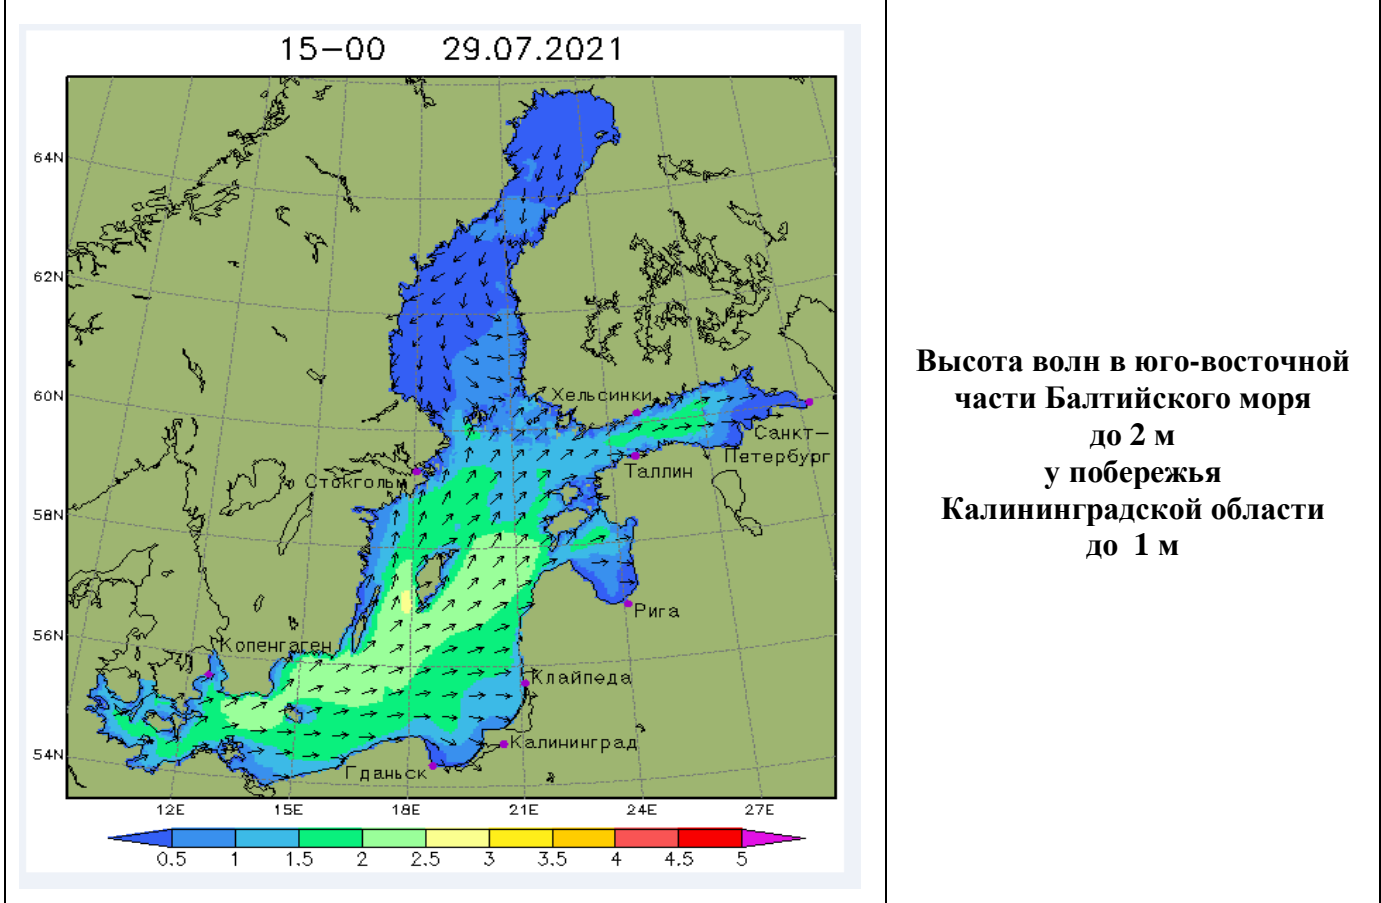 15-00 29.07.2021
64N
62N
60N
58N
56N
54N
Хельсинки
Санкт-
Петербург
Таллин
Стокгольм
Рига
Копенгаген
Клайпеда
Калининград
Гданьск
12E 15E 18E 21E 24E 27E
0.5 1 1.5 2 2.5 3 3.5 4 4.5 5
Высота волн в юго-восточной
части Балтийского моря
до 2 м
у побережья
Калининградской области
до 1 м